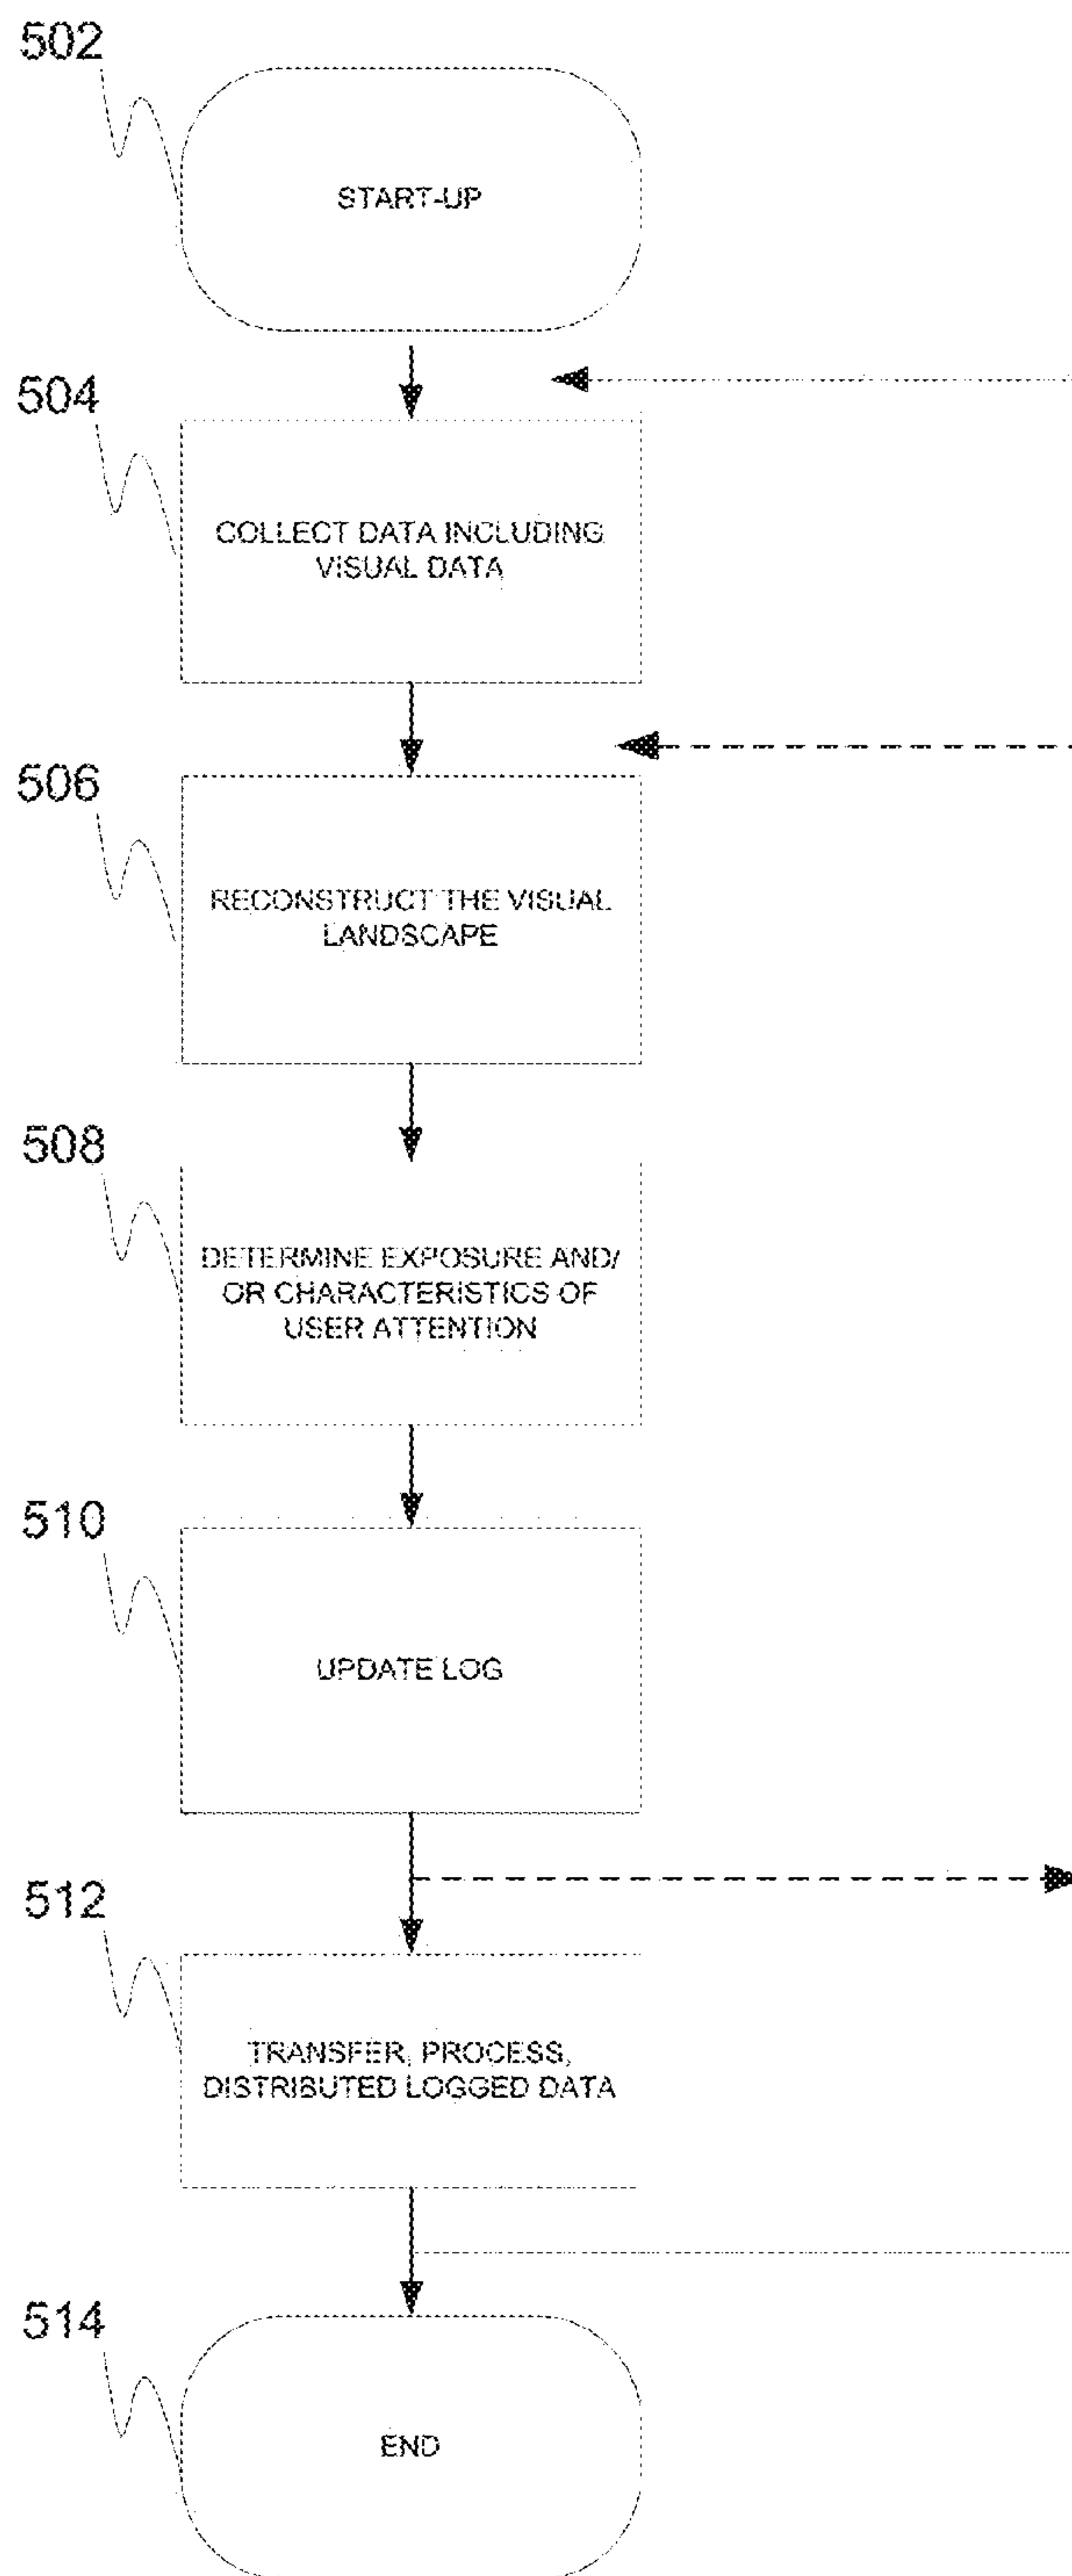 502
START-UP
504
COLLECT DATA INCLUDING
VISUAL DATA
506
RECONSTRUCT THE VISUAL
LANDSCAPE
508
DETERMINE EXPOSURE AND/
OR CHARACTERISTICS OF
USER ATTENTION
510
UPDATE LOG
512
TRANSFER, PROCESS,
DISTRIBUTED LOGGED DATA
514
END